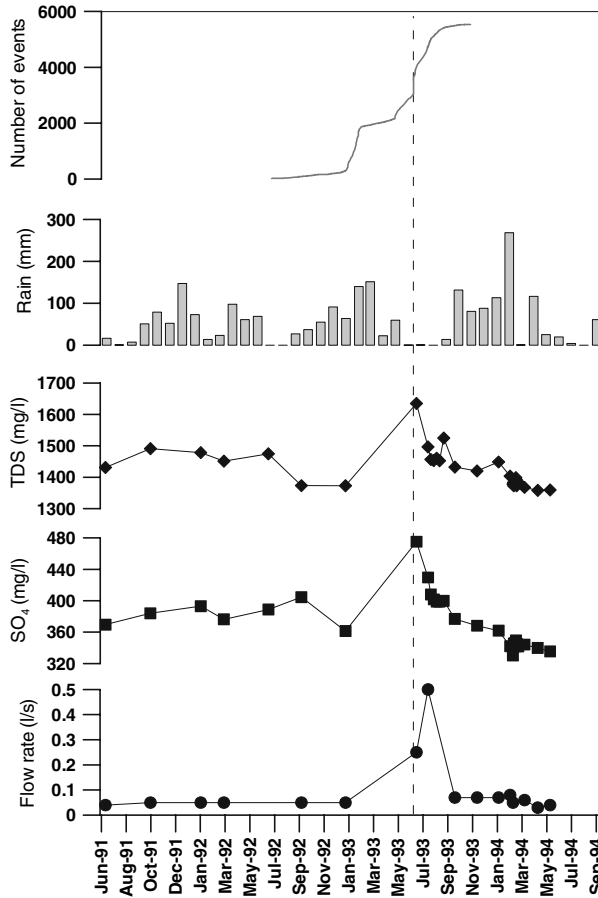 6000
4000
2000
0
Number of events
300
200
100
0
Rain (mm)
1700
1600
1500
1400
1300
TDS (mg/l)
480
440
400
360
320
SO4 (mg/l)
0.5
0.4
0.3
0.2
0.1
0
Flow rate (l/s)
Jun-91
Aug-91
Oct-91
Dec-91
Jan-92
Mar-92
May-92
Jul-92
Sep-92
Nov-92
Jan-93
Mar-93
May-93
Jul-93
Sep-93
Nov-93
Jan-94
Mar-94
May-94
Jul-94
Sep-94